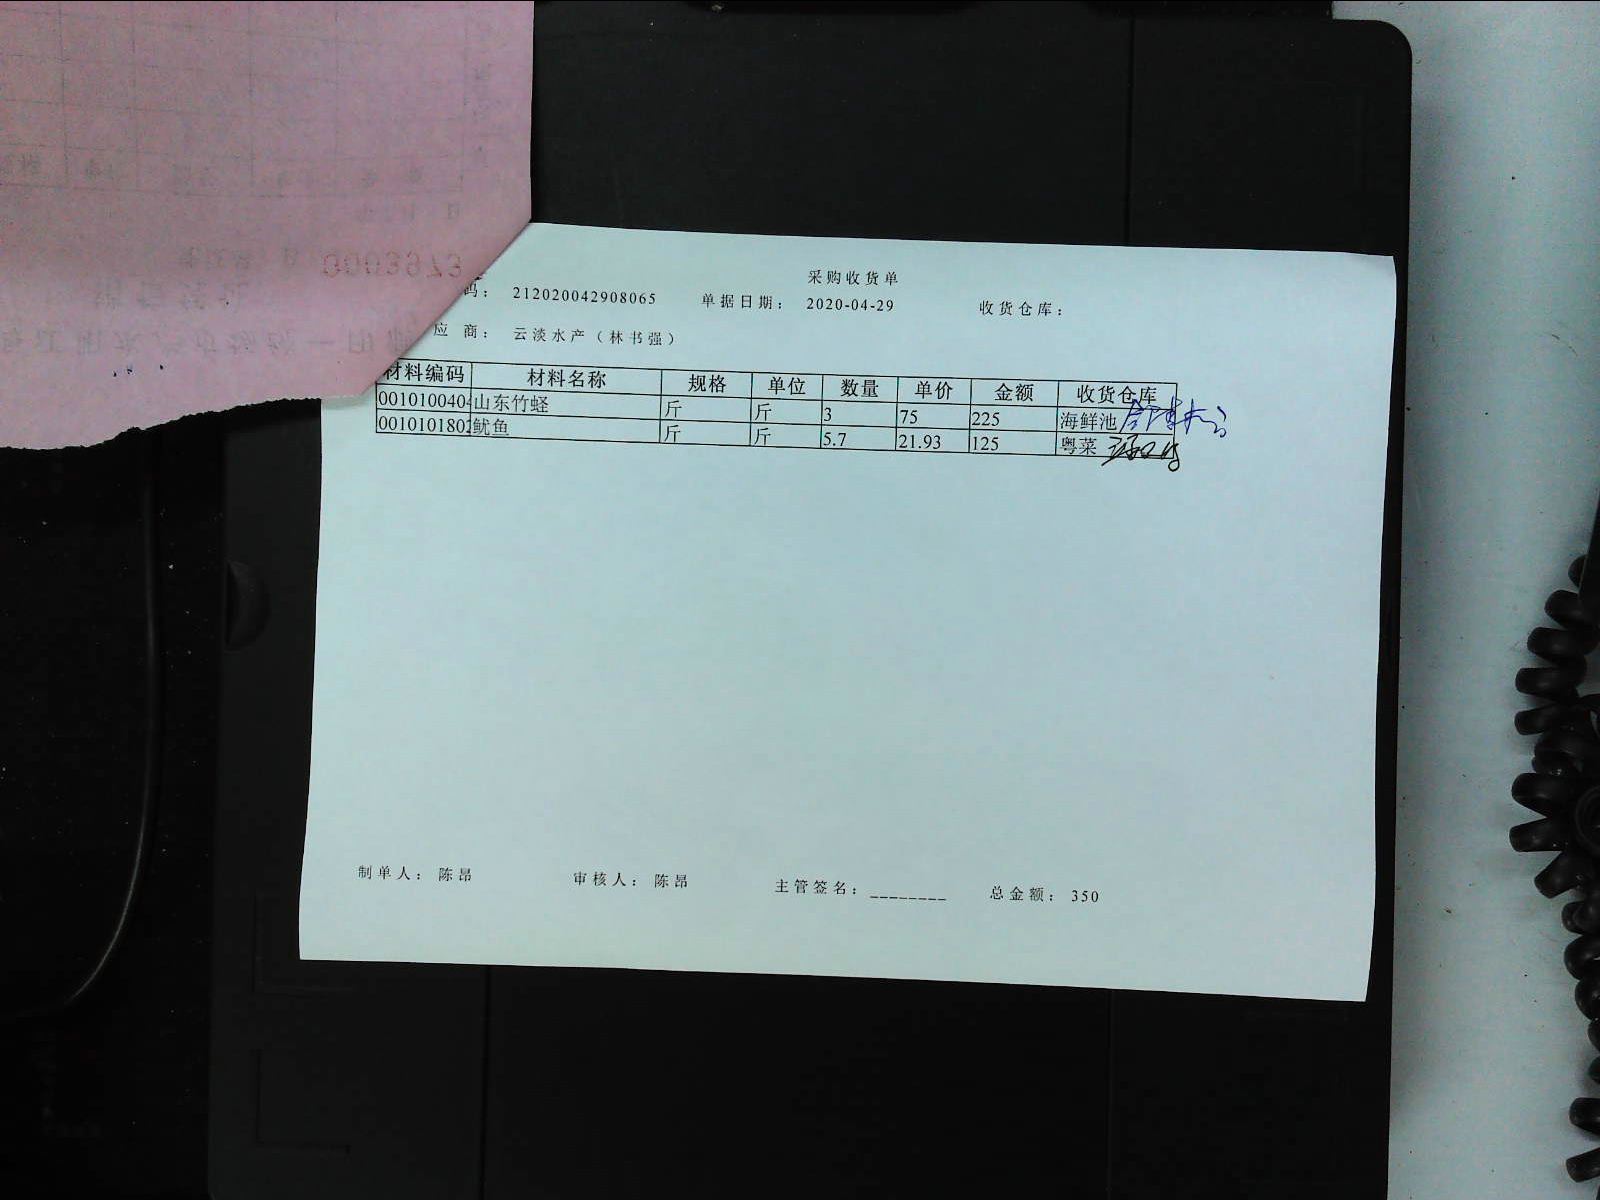 采购收货单
码： 212020042908065 单据日期： 2020-04-29 收货仓库：
应商： 云淡水产（林书强）
材料编码 材料名称 规格 单位 数量 单价 金额 收货仓库
0010100404 山东竹蛏 斤 斤 3 75 225 海鲜池
0010101802 鱿鱼 斤 斤 5.7 21.93 125 粤菜
制单人： 陈昂 审核人： 陈昂 主管签名：________ 总金额： 350
0003973